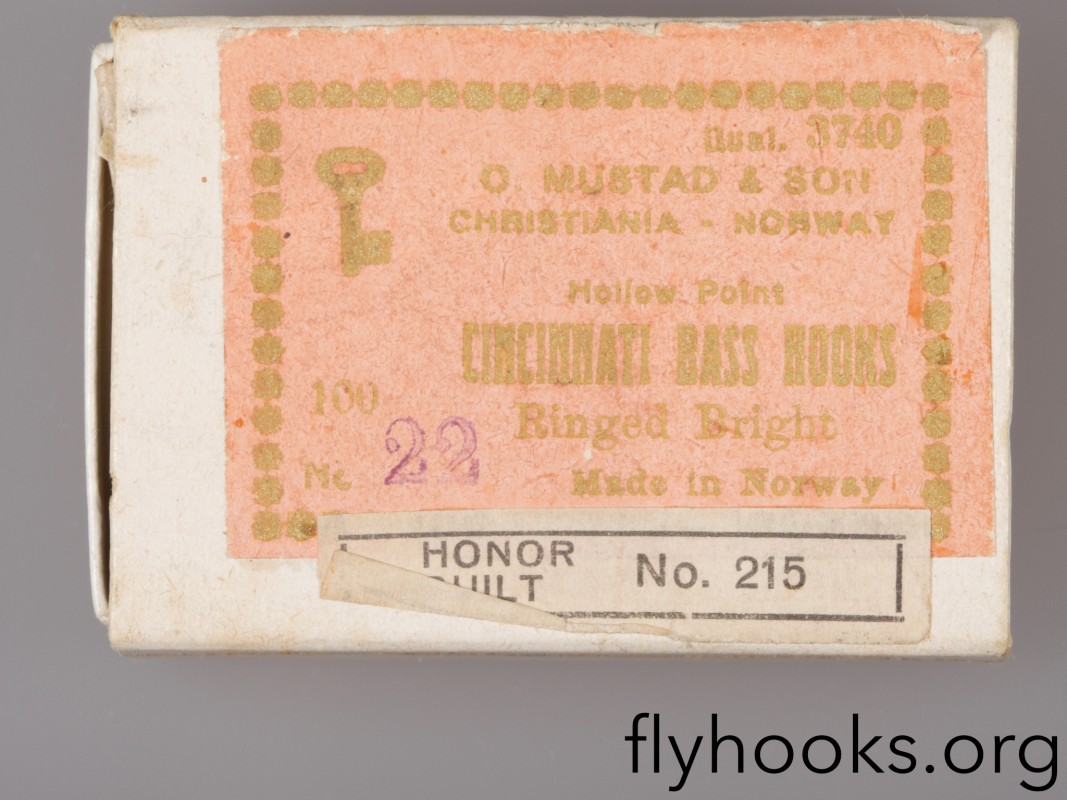 Qual. 3740
O. MUSTAD & SON
CHRISTIANIA - NORWAY
Hollow Point
CINCINNATI BASS HOOKS
100
Ringed Bright
No 22
Made in Norway
HONOR
BUILT
No. 215
flyhooks.org